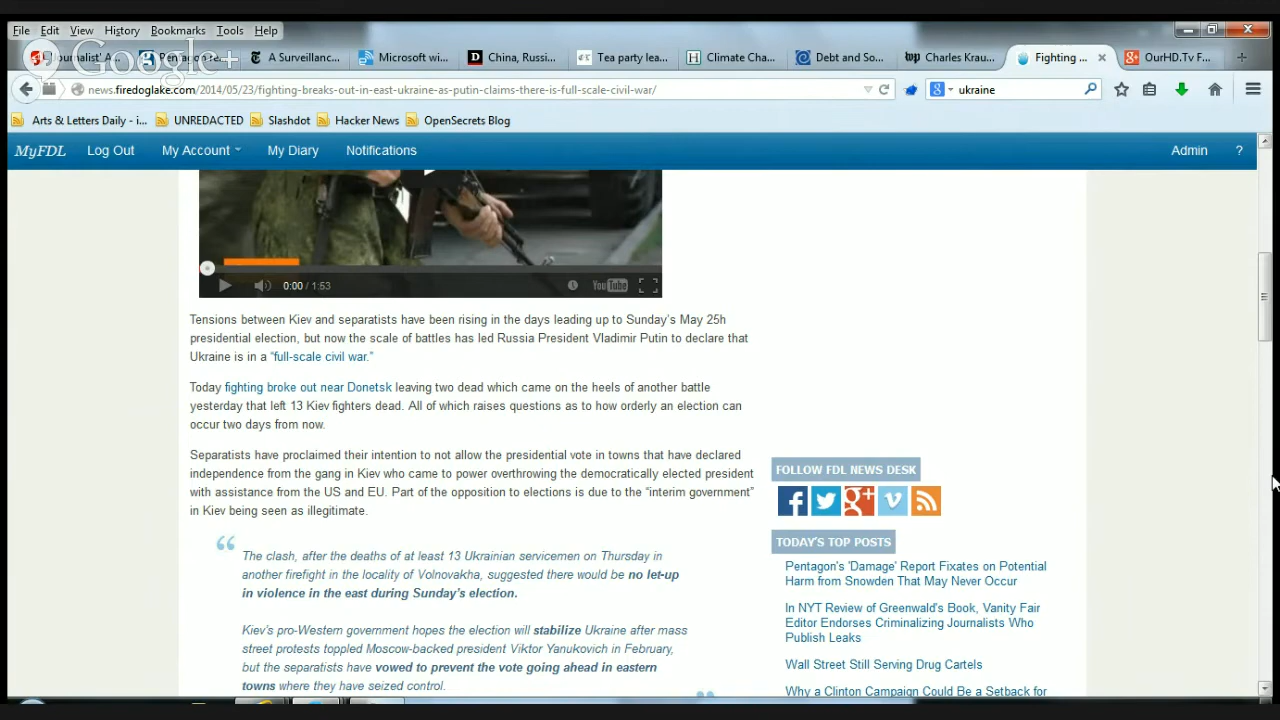 File Edit View History Bookmarks Tools Help
Google+
Journalist' A... Pentagon re... A Surveillanc... Microsoft wi... China, Russi... Tea party lea... Climate Cha... Debt and So... Charles Krau... Fighting ... OurHD.Tv F...
news.firedoglake.com/2014/05/23/fighting-breaks-out-in-east-ukraine-as-putin-claims-there-is-full-scale-civil-war/ ukraine
Arts & Letters Daily - i... UNREDACTED Slashdot Hacker News OpenSecrets Blog
MyFDL Log Out My Account My Diary Notifications Admin ?
0:00 / 1:53 YouTube
Tensions between Kiev and separatists have been rising in the days leading up to Sunday's May 25h
presidential election, but now the scale of battles has led Russia President Vladimir Putin to declare that
Ukraine is in a “full-scale civil war.”
Today fighting broke out near Donetsk leaving two dead which came on the heels of another battle
yesterday that left 13 Kiev fighters dead. All of which raises questions as to how orderly an election can
occur two days from now.
Separatists have proclaimed their intention to not allow the presidential vote in towns that have declared
independence from the gang in Kiev who came to power overthrowing the democratically elected president
with assistance from the US and EU. Part of the opposition to elections is due to the “interim government”
in Kiev being seen as illegitimate.
The clash, after the deaths of at least 13 Ukrainian servicemen on Thursday in
another firefight in the locality of Volnovakha, suggested there would be no let-up
in violence in the east during Sunday's election.
Kiev's pro-Western government hopes the election will stabilize Ukraine after mass
street protests toppled Moscow-backed president Viktor Yanukovich in February,
but the separatists have vowed to prevent the vote going ahead in eastern
towns where they have seized control.
FOLLOW FDL NEWS DESK
TODAY'S TOP POSTS
Pentagon's 'Damage' Report Fixates on Potential
Harm from Snowden That May Never Occur
In NYT Review of Greenwald's Book, Vanity Fair
Editor Endorses Criminalizing Journalists Who
Publish Leaks
Wall Street Still Serving Drug Cartels
Why a Clinton Campaign Could Be a Setback for